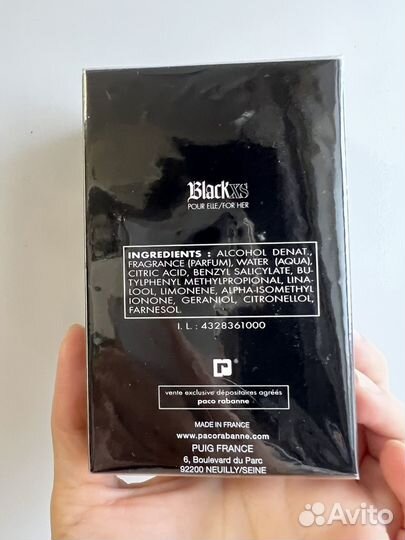 Blackxs
POUR ELLE/FOR HER
INGREDIENTS : ALCOHOL DENAT.,
FRAGRANCE (PARFUM), WATER (AQUA),
CITRIC ACID, BENZYL SALICYLATE, BU-
TYLPHENYL METHYLPROPIONAL, LINA-
LOOL, LIMONENE, ALPHA-ISOMETHYL
IONONE, GERANIOL, CITRONELLOL,
FARNESOL.
I. L. : 4328361000
vente exclusive dépositaires agréés
paco rabanne
MADE IN FRANCE
www.pacorabanne.com
PUIG FRANCE
6, Boulevard du Parc
92200 NEUILLY/SEINE
Avito